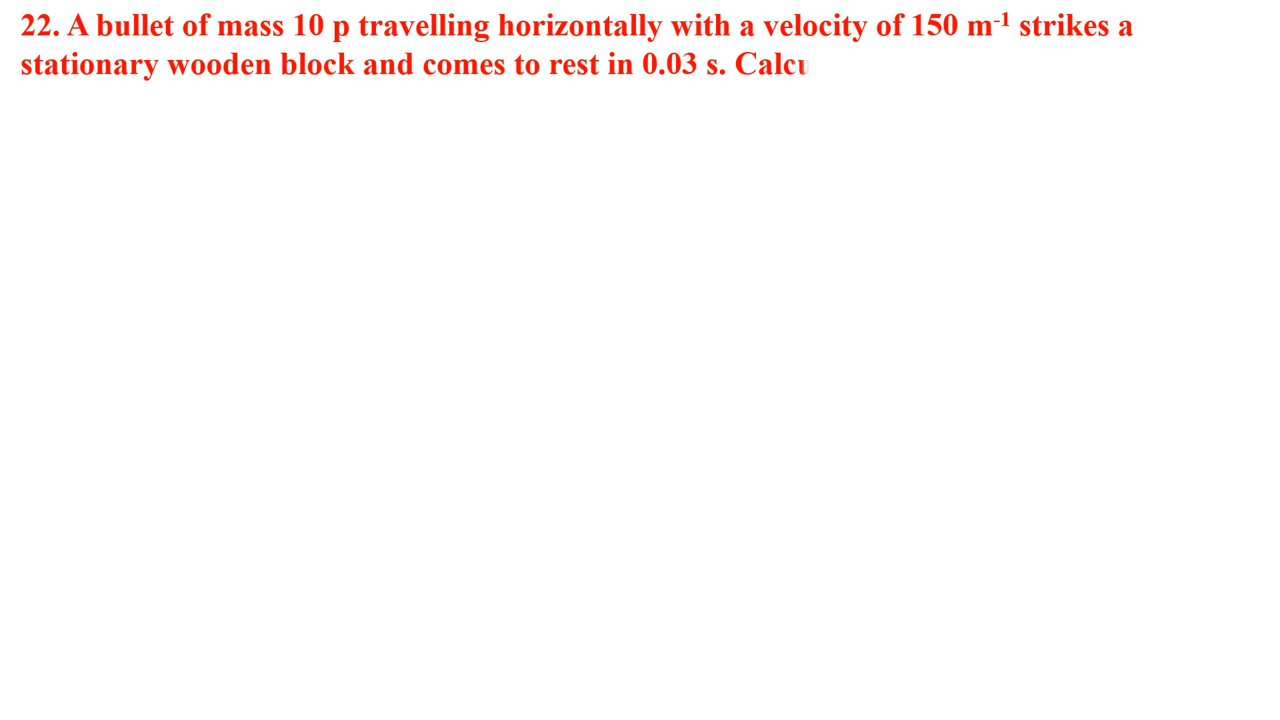 22. A bullet of mass 10 p travelling horizontally with a velocity of 150 m⁻¹ strikes a
stationary wooden block and comes to rest in 0.03 s. Calcu